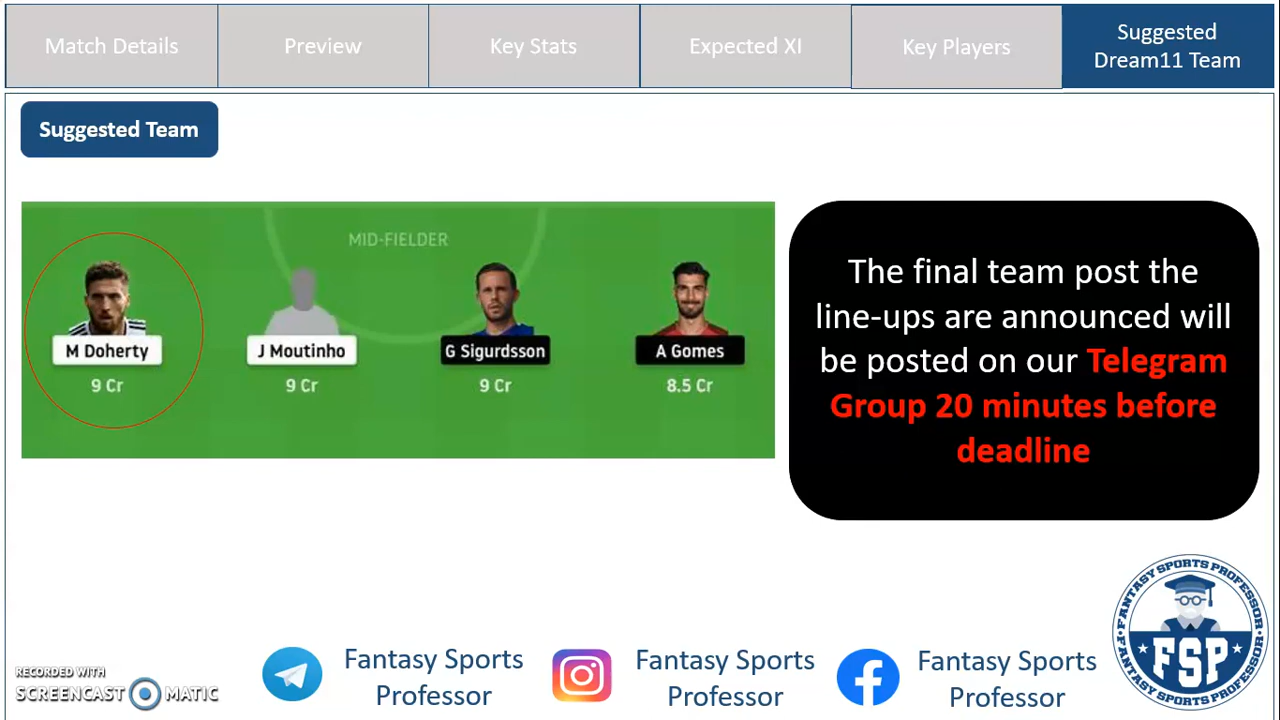 Match Details
Preview
Key Stats
Expected XI
Key Players
Suggested
Dream11 Team
Suggested Team
MID-FIELDER
M Doherty
J Moutinho
G Sigurdsson
A Gomes
9 Cr
9 Cr
9 Cr
8.5 Cr
The final team post the
line-ups are announced will
be posted on our Telegram
Group 20 minutes before
deadline
RECORDED WITH
SCREENCAST MATIC
Fantasy Sports
Professor
Fantasy Sports
Professor
Fantasy Sports
Professor
FANTASY SPORTS PROFESSOR
FSP
FANTASY SPORTS PROFESSOR